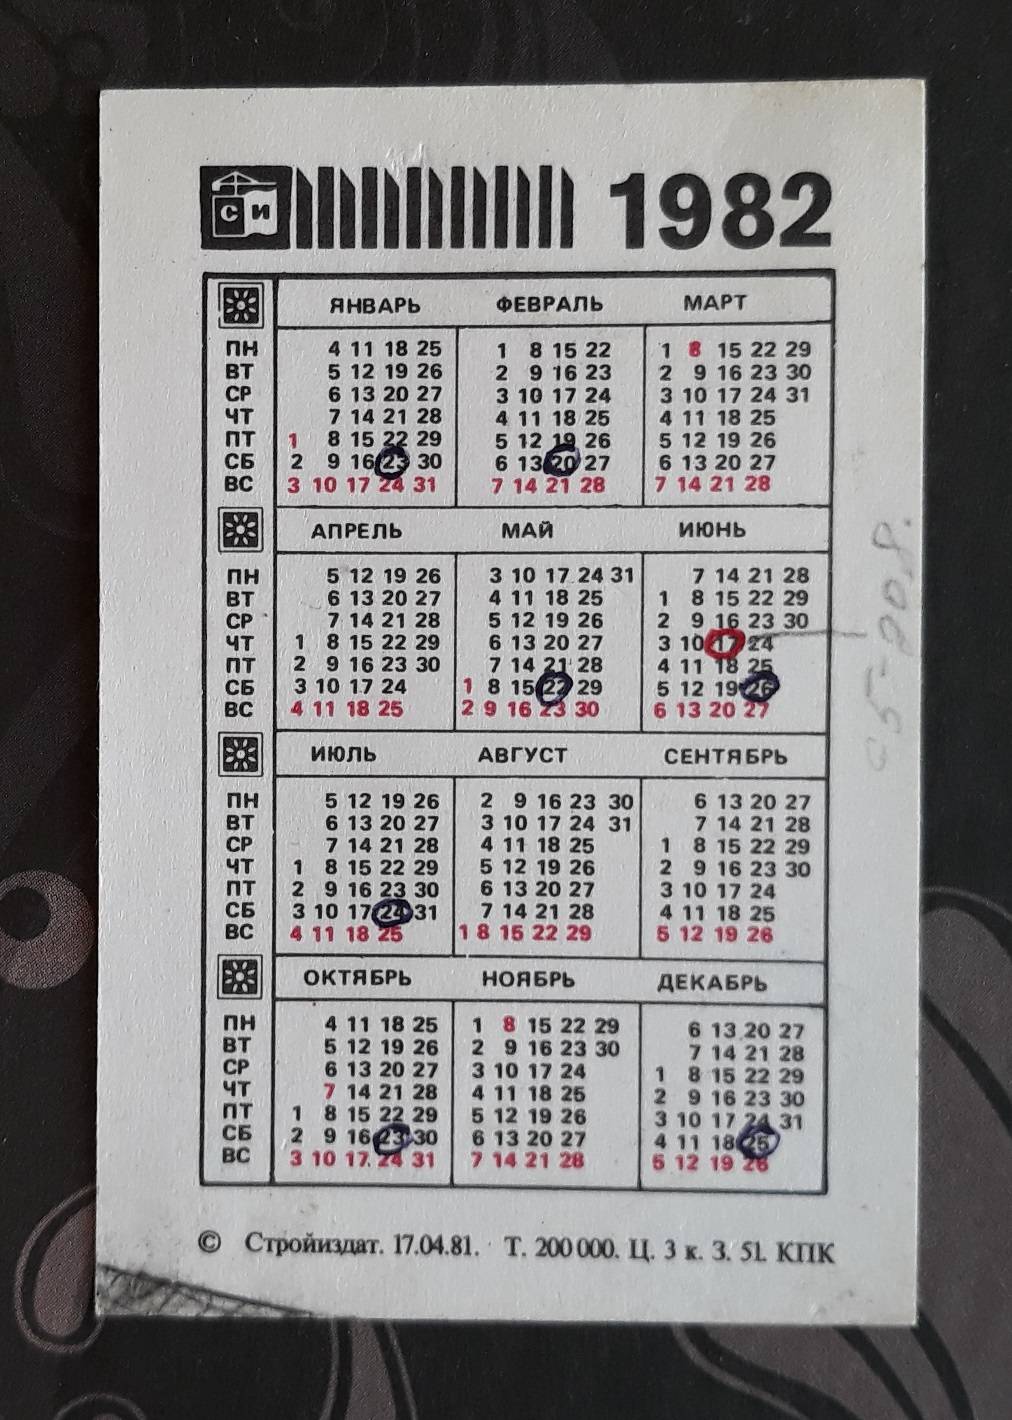 СИ 1982
ЯНВАРЬ ФЕВРАЛЬ МАРТ
ПН 4 11 18 25 1 8 15 22 1 8 15 22 29
ВТ 5 12 19 26 2 9 16 23 2 9 16 23 30
СР 6 13 20 27 3 10 17 24 3 10 17 24 31
ЧТ 7 14 21 28 4 11 18 25 4 11 18 25
ПТ 1 8 15 22 29 5 12 19 26 5 12 19 26
СБ 2 9 16 23 30 6 13 20 27 6 13 20 27
ВС 3 10 17 24 31 7 14 21 28 7 14 21 28
АПРЕЛЬ МАЙ ИЮНЬ
ПН 5 12 19 26 3 10 17 24 31 7 14 21 28
ВТ 6 13 20 27 4 11 18 25 1 8 15 22 29
СР 7 14 21 28 5 12 19 26 2 9 16 23 30
ЧТ 1 8 15 22 29 6 13 20 27 3 10 17 24
ПТ 2 9 16 23 30 7 14 21 28 4 11 18 25
СБ 3 10 17 24 1 8 15 22 29 5 12 19 26
ВС 4 11 18 25 2 9 16 23 30 6 13 20 27
ИЮЛЬ АВГУСТ СЕНТЯБРЬ
ПН 5 12 19 26 2 9 16 23 30 6 13 20 27
ВТ 6 13 20 27 3 10 17 24 31 7 14 21 28
СР 7 14 21 28 4 11 18 25 1 8 15 22 29
ЧТ 1 8 15 22 29 5 12 19 26 2 9 16 23 30
ПТ 2 9 16 23 30 6 13 20 27 3 10 17 24
СБ 3 10 17 24 31 7 14 21 28 4 11 18 25
ВС 4 11 18 25 1 8 15 22 29 5 12 19 26
ОКТЯБРЬ НОЯБРЬ ДЕКАБРЬ
ПН 4 11 18 25 1 8 15 22 29 6 13 20 27
ВТ 5 12 19 26 2 9 16 23 30 7 14 21 28
СР 6 13 20 27 3 10 17 24 1 8 15 22 29
ЧТ 7 14 21 28 4 11 18 25 2 9 16 23 30
ПТ 1 8 15 22 29 5 12 19 26 3 10 17 24 31
СБ 2 9 16 23 30 6 13 20 27 4 11 18 25
ВС 3 10 17 24 31 7 14 21 28 5 12 19 26
© Стройиздат. 17.04.81. Т. 200 000. Ц. 3 к. З. 51. КПК